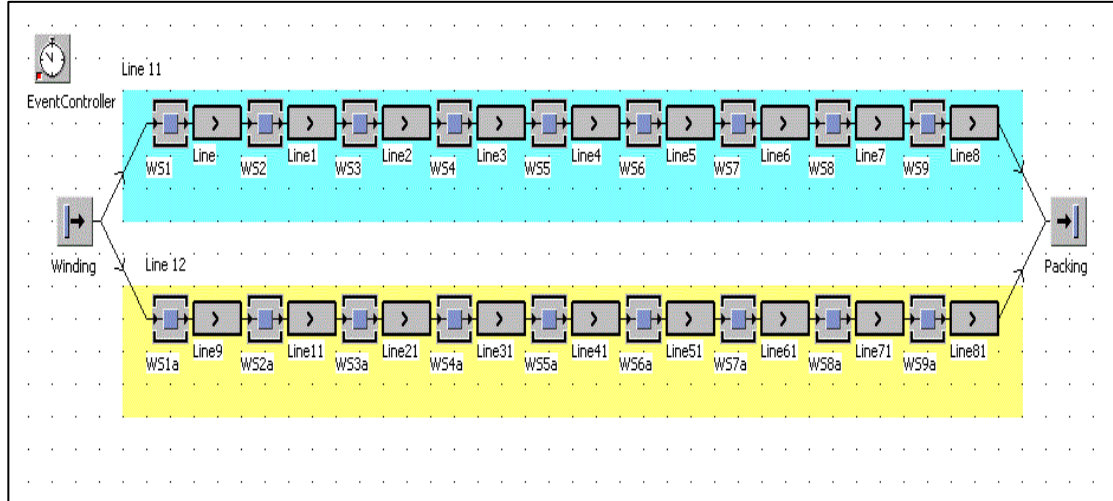 Line 11
EventController
WS1 Line WS2 Line1 WS3 Line2 WS4 Line3 WS5 Line4 WS6 Line5 WS7 Line6 WS8 Line7 WS9 Line8
Winding
Packing
Line 12
WS1a Line9 WS2a Line11 WS3a Line21 WS4a Line31 WS5a Line41 WS6a Line51 WS7a Line61 WS8a Line71 WS9a Line81